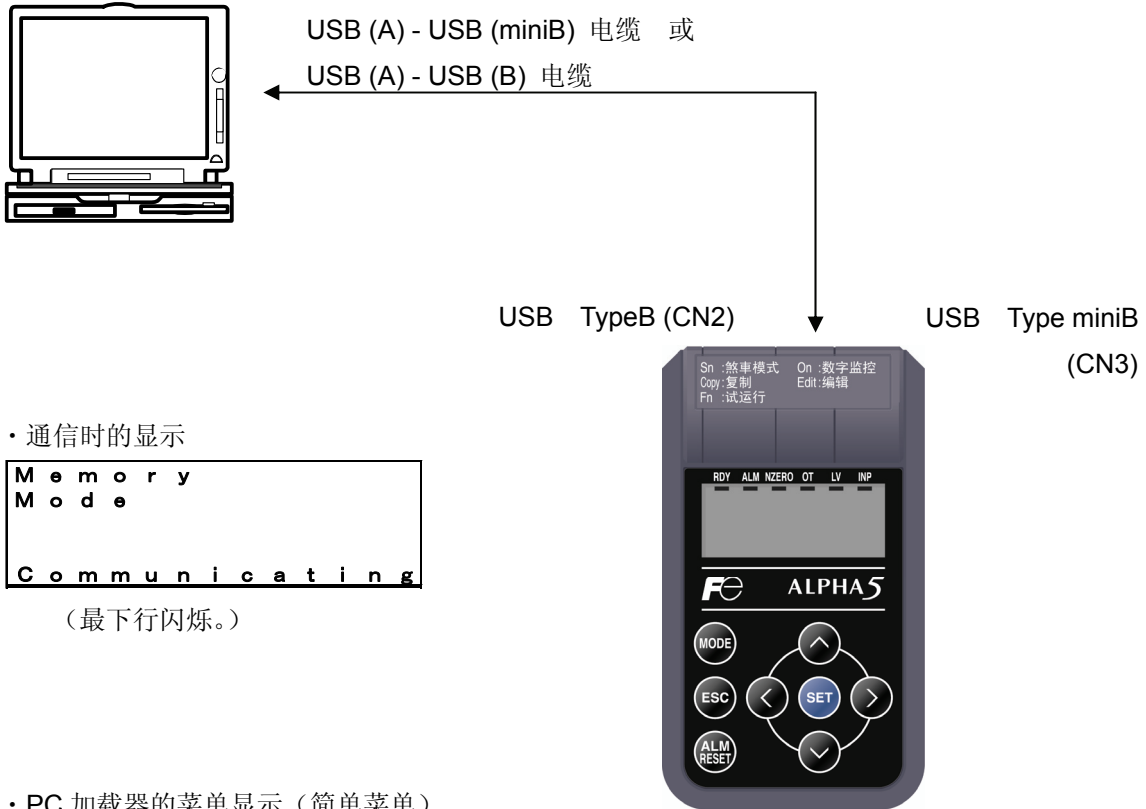 USB (A) - USB (miniB) 电缆　或
USB (A) - USB (B) 电缆
USB　TypeB (CN2)
USB　Type miniB
(CN3)
Sn :煞車模式　On :数字监控
Copy:复制　Edit:编辑
Fn :试运行
・通信时的显示
Memory
Mode
Communicating
（最下行闪烁。）
RDY ALM NZERO OT LV INP
Fe ALPHA5
MODE
ESC
SET
ALM
RESET
・PC 加载器的菜单显示（简单菜单）